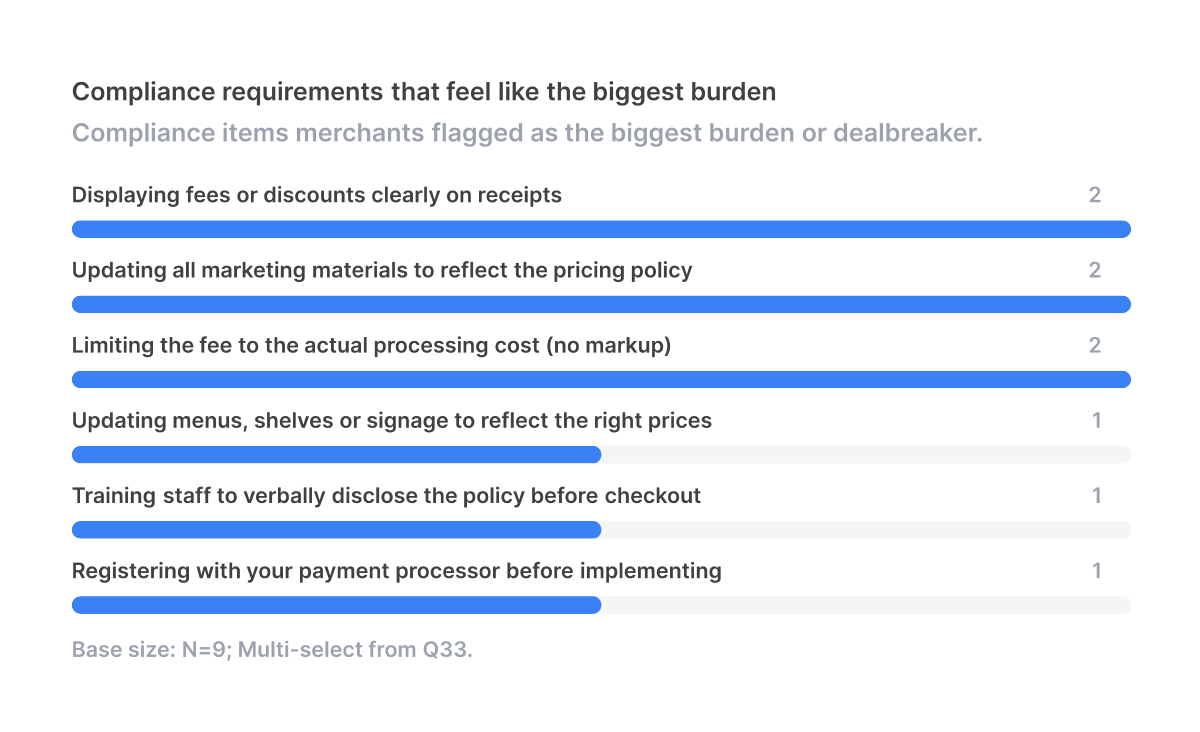 Compliance requirements that feel like the biggest burden
Compliance items merchants flagged as the biggest burden or dealbreaker.
Displaying fees or discounts clearly on receipts 2
Updating all marketing materials to reflect the pricing policy 2
Limiting the fee to the actual processing cost (no markup) 2
Updating menus, shelves or signage to reflect the right prices 1
Training staff to verbally disclose the policy before checkout 1
Registering with your payment processor before implementing 1
Base size: N=9; Multi-select from Q33.